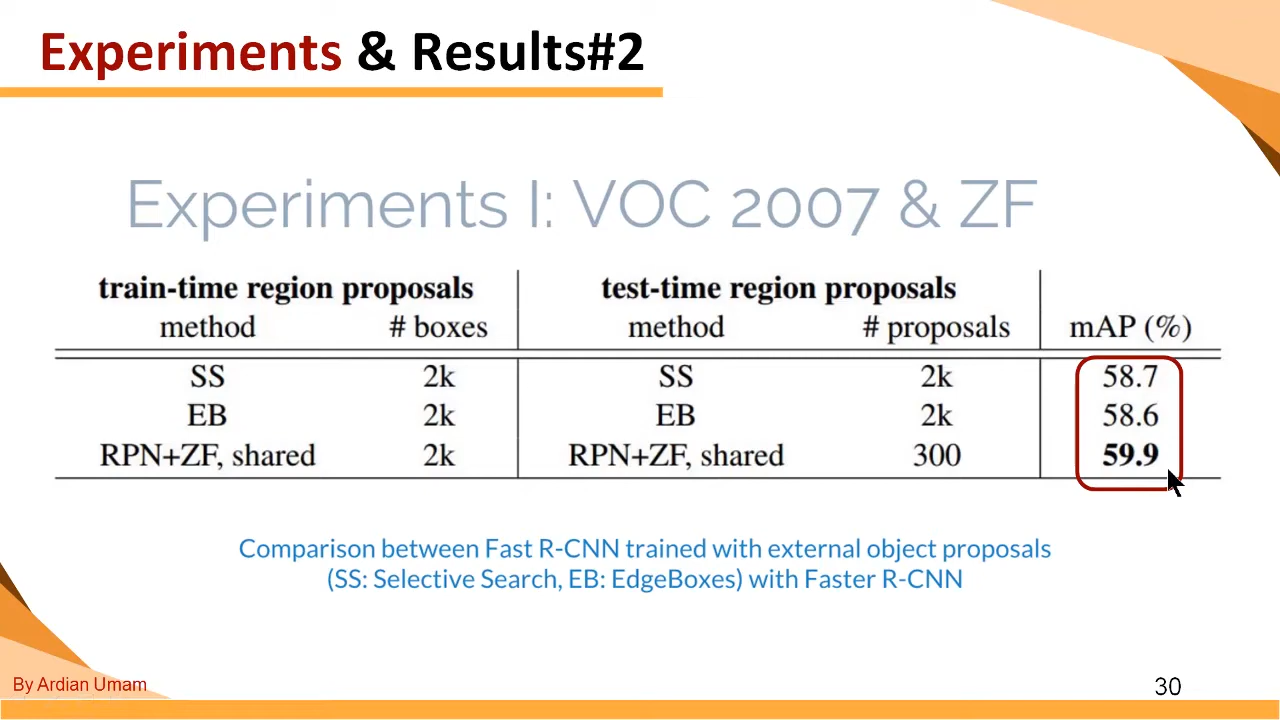 Experiments & Results#2
Experiments I: VOC 2007 & ZF
train-time region proposals test-time region proposals
method # boxes method # proposals mAP (%)
SS 2k SS 2k 58.7
EB 2k EB 2k 58.6
RPN+ZF, shared 2k RPN+ZF, shared 300 59.9
Comparison between Fast R-CNN trained with external object proposals
(SS: Selective Search, EB: EdgeBoxes) with Faster R-CNN
By Ardian Umam 30